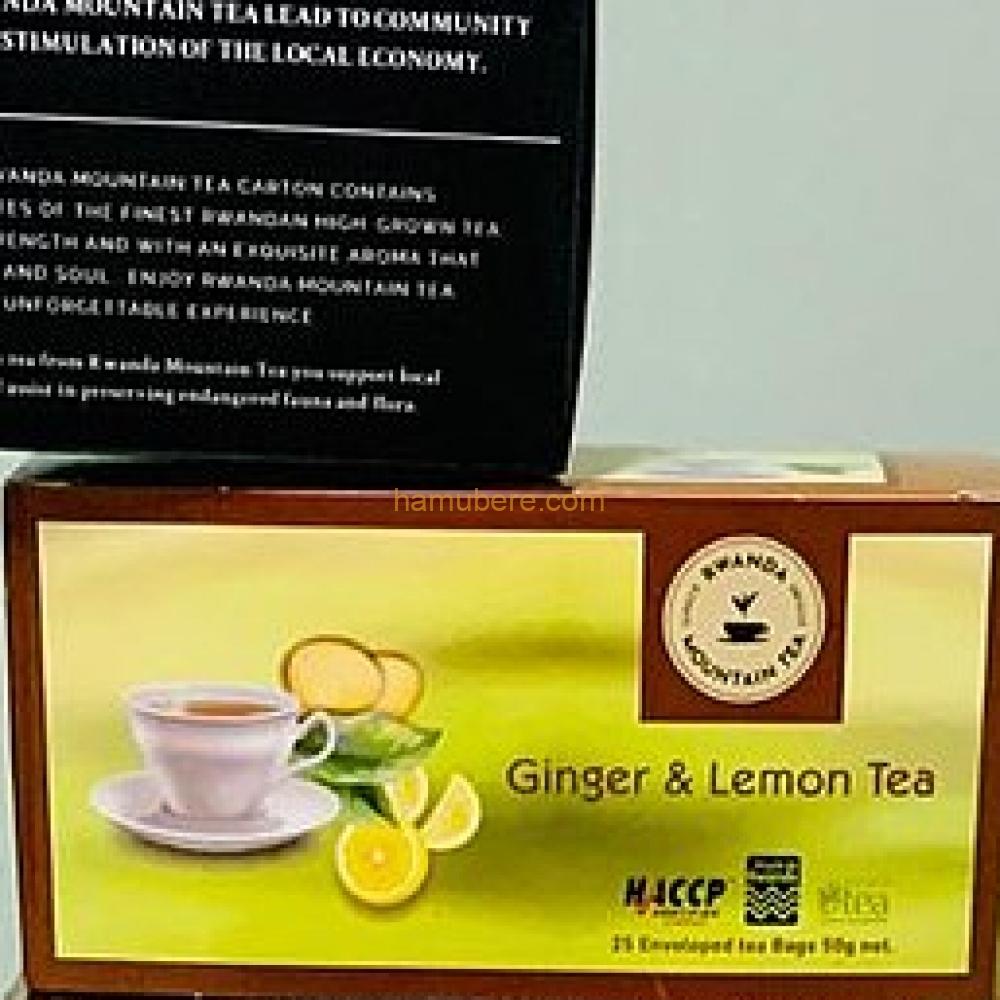 NDA MOUNTAIN TEA LEAD TO COMMUNITY
STIMULATION OF THE LOCAL ECONOMY.
WANDA MOUNTAIN TEA CARTON CONTAINS
IES OF THE FINEST RWANDAN HIGH GROWN TEA
RENGTH AND WITH AN EXQUISITE AROMA THAT
AND SOUL. ENJOY RWANDA MOUNTAIN TEA
UNFORGETTABLE EXPERIENCE
tea from Rwanda Mountain Tea you support local
assist in preserving endangered fauna and flora
hamubere.com
RWANDA
MOUNTAIN TEA
Ginger & Lemon Tea
HACCP
etea
25 Enveloped tea Bags 50g net.